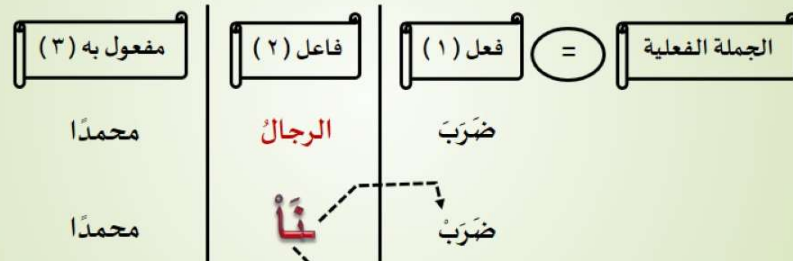 الجملة الفعلية = فعل (١) فاعل (٢) مفعول به (٣)
ضَرَبَ الرجالُ محمدًا
ضَرَبْ نَاْ محمدًا